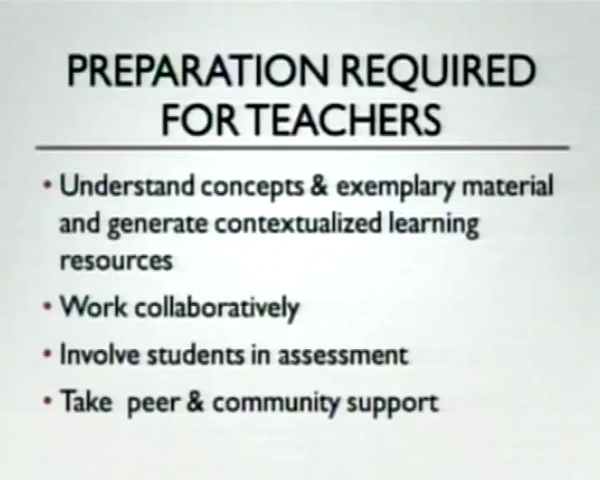 PREPARATION REQUIRED
FOR TEACHERS
• Understand concepts & exemplary material
and generate contextualized learning
resources
• Work collaboratively
• Involve students in assessment
• Take peer & community support